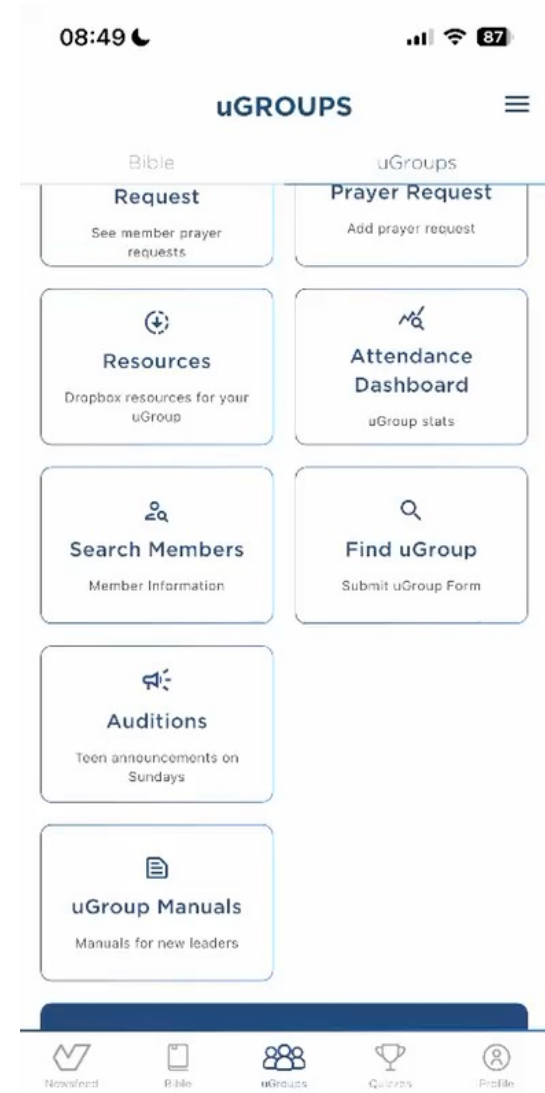 08:49
87
uGROUPS
Bible
uGroups
Request
See member prayer
requests
Prayer Request
Add prayer request
Resources
Dropbox resources for your
uGroup
Attendance
Dashboard
uGroup stats
Search Members
Member Information
Find uGroup
Submit uGroup Form
Auditions
Teen announcements on
Sundays
uGroup Manuals
Manuals for new leaders
Newsfeed
Bible
uGroups
Quizzes
Profile